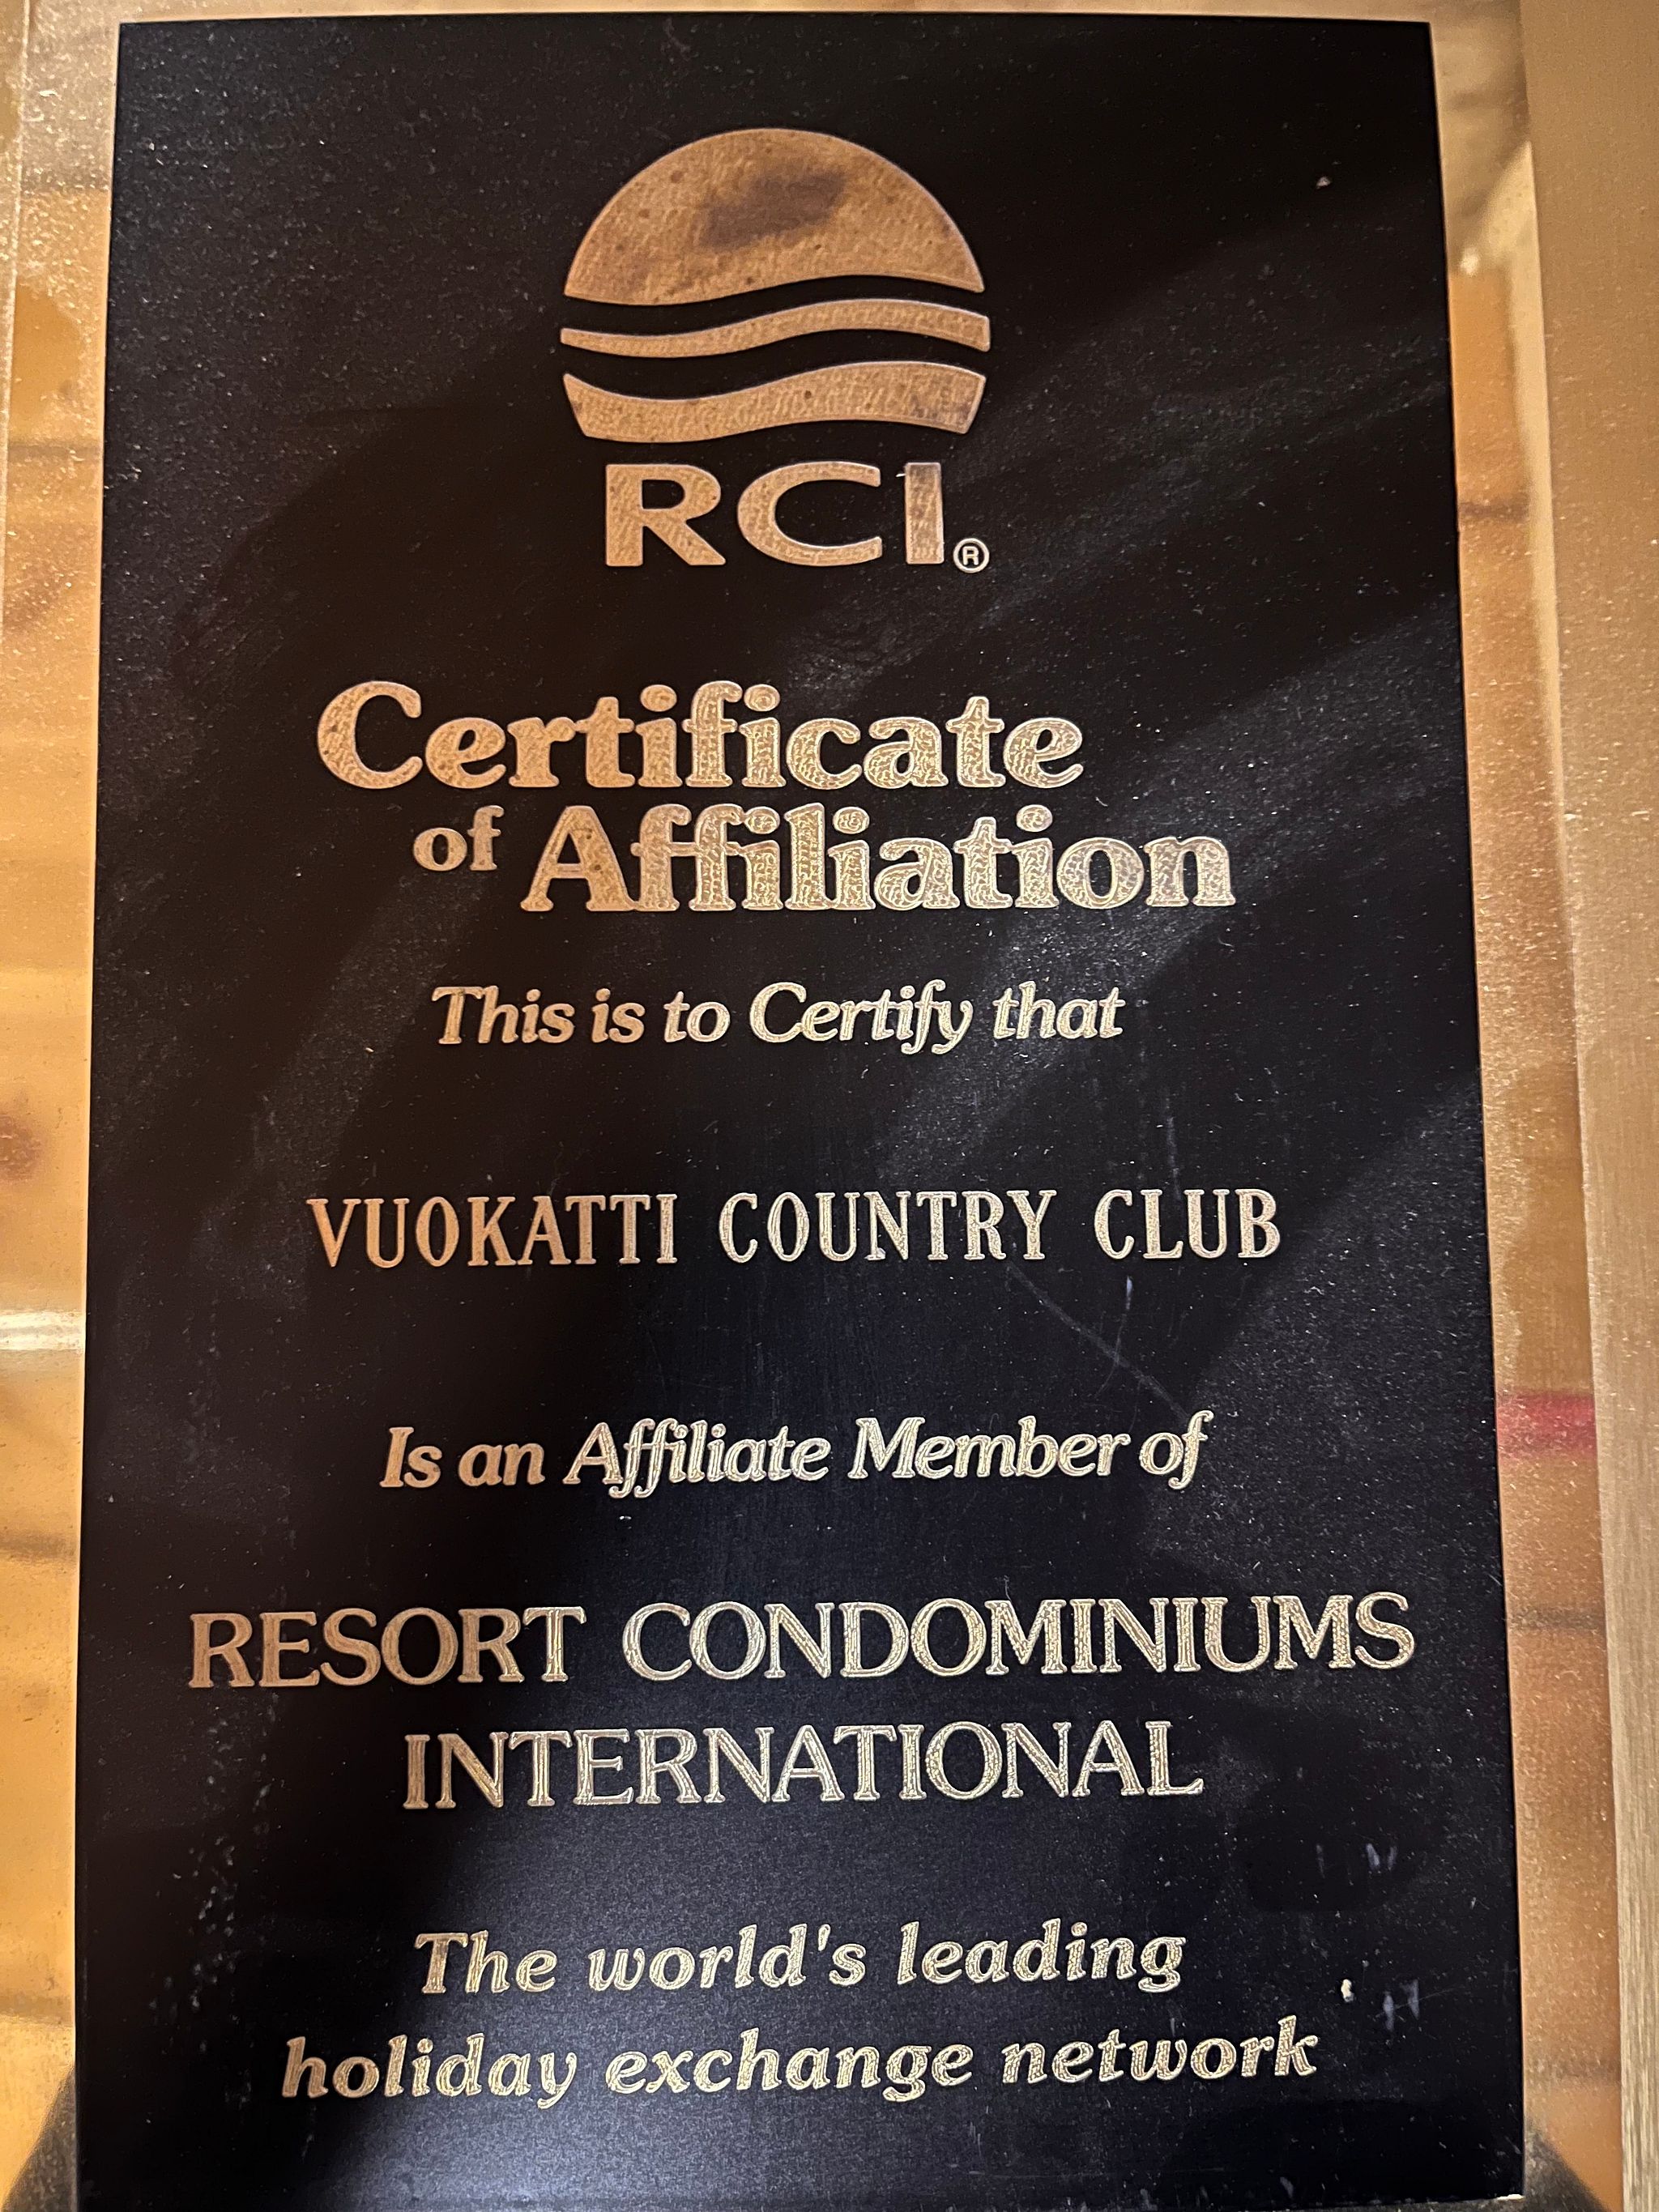 RCI®
Certificate
of Affiliation
This is to Certify that
VUOKATTI COUNTRY CLUB
Is an Affiliate Member of
RESORT CONDOMINIUMS
INTERNATIONAL
The world's leading
holiday exchange network